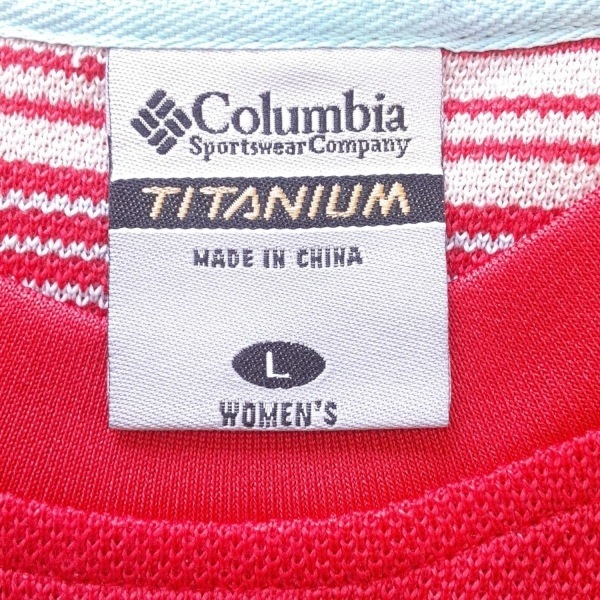 Columbia
Sportswear Company
TITANIUM
MADE IN CHINA
L
WOMEN'S